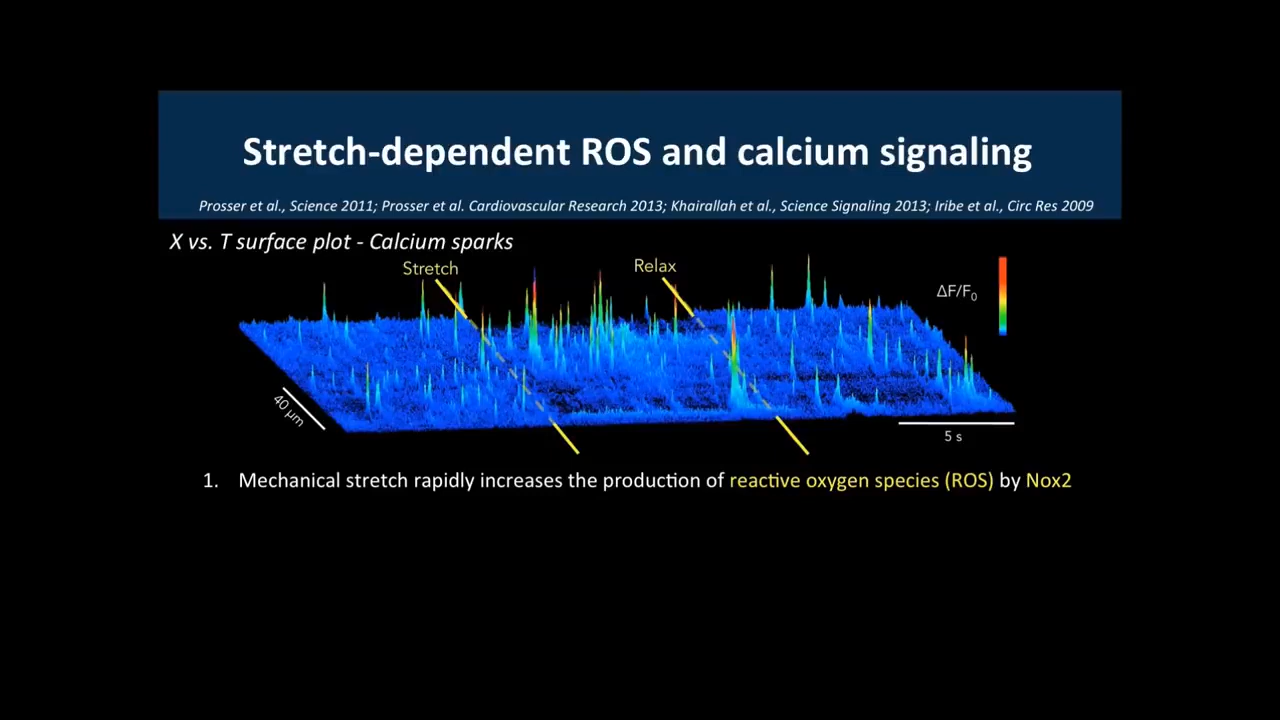 Stretch-dependent ROS and calcium signaling
Prosser et al., Science 2011; Prosser et al. Cardiovascular Research 2013; Khairallah et al., Science Signaling 2013; Iribe et al., Circ Res 2009
X vs. T surface plot - Calcium sparks
Stretch
Relax
ΔF/F₀
40 µm
5 s
1. Mechanical stretch rapidly increases the production of reactive oxygen species (ROS) by Nox2